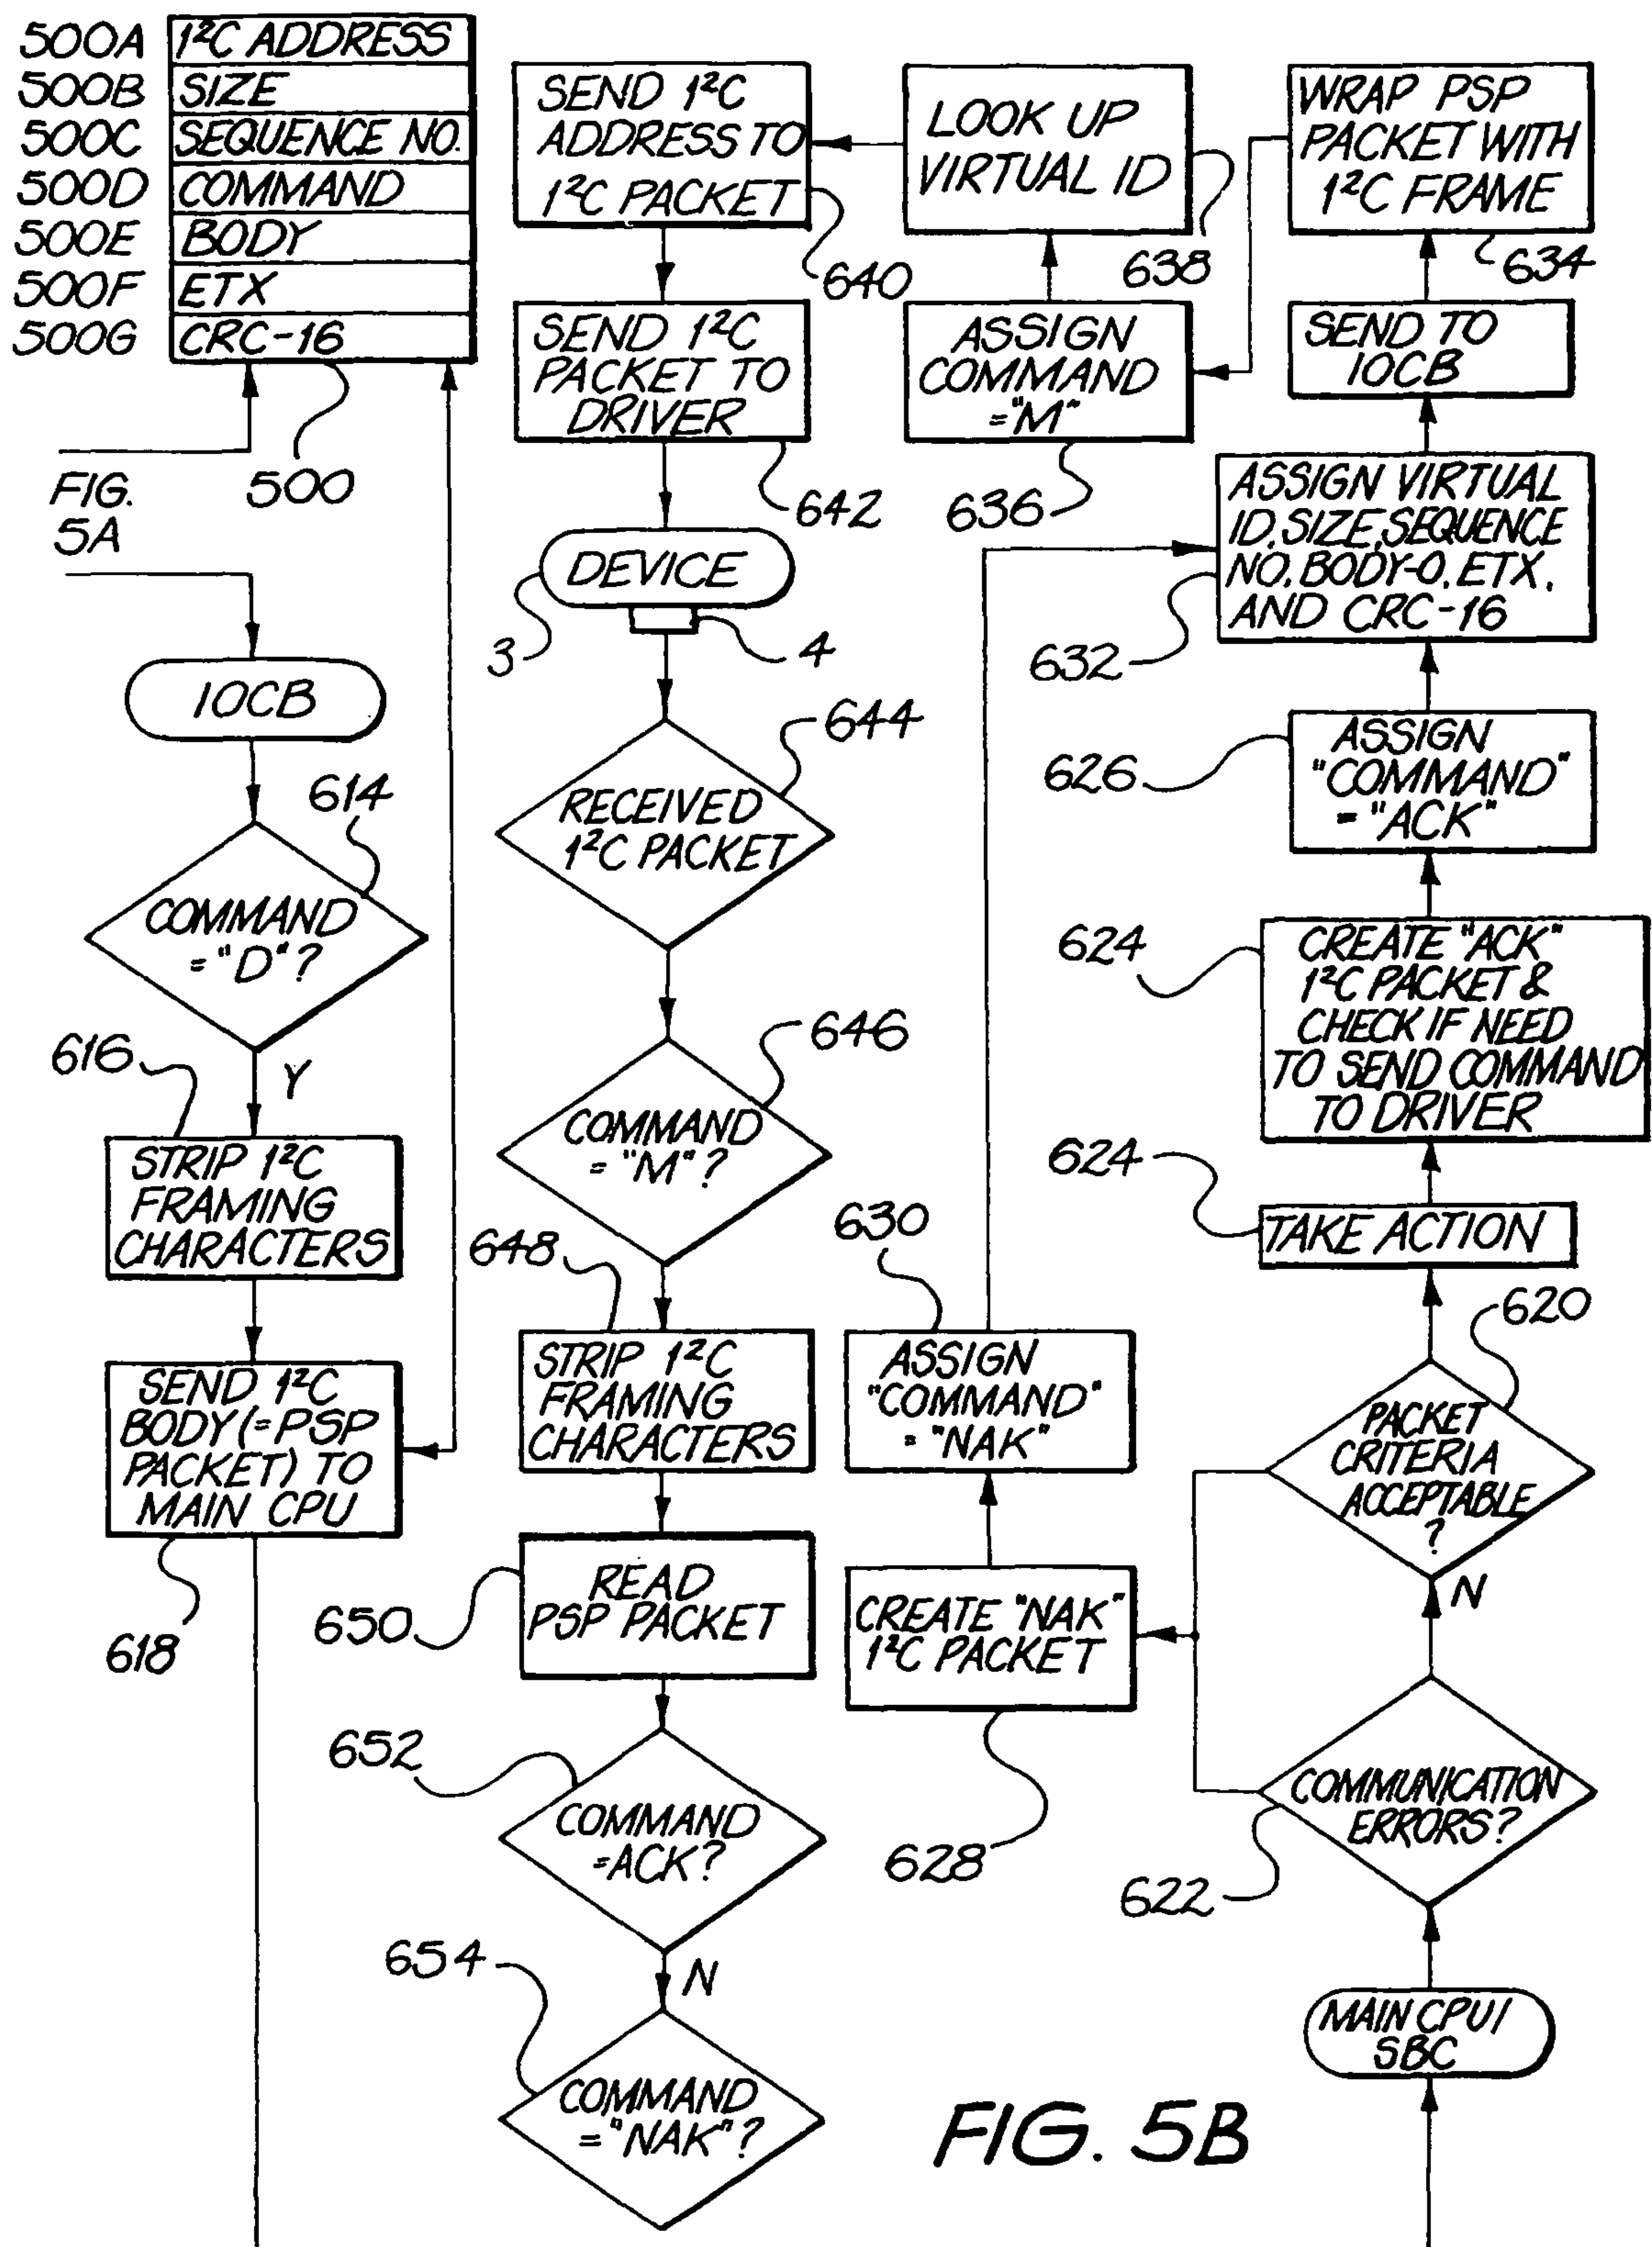 500A I²C ADDRESS
500B SIZE
500C SEQUENCE NO.
500D COMMAND
500E BODY
500F ETX
500G CRC-16
500
FIG.
5A
IOCB
614
COMMAND
= "D"?
Y
616
STRIP I²C
FRAMING
CHARACTERS
SEND I²C
BODY (=PSP
PACKET) TO
MAIN CPU
618
SEND I²C
ADDRESS TO
I²C PACKET
640
SEND I²C
PACKET TO
DRIVER
642
DEVICE
3
4
644
RECEIVED
I²C PACKET
646
COMMAND
= "M"?
648
STRIP I²C
FRAMING
CHARACTERS
650
READ
PSP PACKET
652
COMMAND
=ACK?
N
654
COMMAND
= "NAK"?
LOOK UP
VIRTUAL ID
638
ASSIGN
COMMAND
="M"
636
630
ASSIGN
"COMMAND"
= "NAK"
CREATE "NAK"
I²C PACKET
628
WRAP PSP
PACKET WITH
I²C FRAME
634
SEND TO
IOCB
ASSIGN VIRTUAL
ID, SIZE, SEQUENCE
NO, BODY-0, ETX,
AND CRC-16
632
ASSIGN
"COMMAND"
= "ACK"
626
CREATE "ACK"
I²C PACKET &
CHECK IF NEED
TO SEND COMMAND
TO DRIVER
624
TAKE ACTION
624
620
PACKET
CRITERIA
ACCEPTABLE
?
N
COMMUNICATION
ERRORS?
622
MAIN CPU/
SBC
FIG. 5B